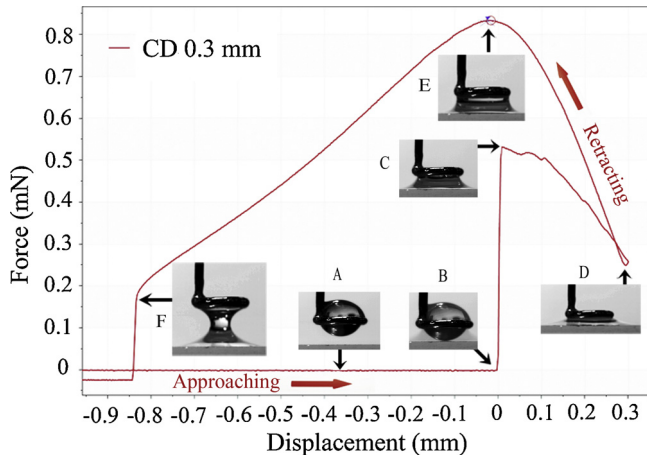 CD 0.3 mm
Force (mN)
0.8
0.7
0.6
0.5
0.4
0.3
0.2
0.1
0
E
C
Retracting
A
B
D
F
Approaching
-0.9 -0.8 -0.7 -0.6 -0.5 -0.4 -0.3 -0.2 -0.1 0 0.1 0.2 0.3
Displacement (mm)